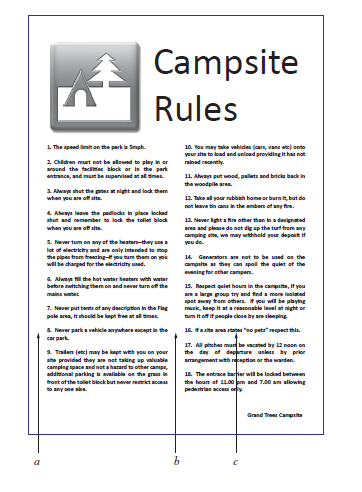 Campsite
Rules
1. The speed limit on the park is 5mph.
2. Children must not be allowed to play in or
around the facilities block or in the park
entrance, and must be supervised at all times.
3. Always shut the gates at night and lock them
when you are off site.
4. Always leave the padlocks in place locked
shut and remember to lock the toilet block
when you are off site.
5. Never turn on any of the heaters–they use a
lot of electricity and are only intended to stop
the pipes from freezing–if you turn them on you
will be charged for the electricity used.
6. Always fill the hot water heaters with water
before switching them on and never turn off the
mains water.
7. Never put tents of any description in the Flag
pole area, it should be kept free at all times.
8. Never park a vehicle anywhere except in the
car park.
9. Trailers (etc) may be kept with you on your
site provided they are not taking up valuable
camping space and not a hazard to other camps,
additional parking is available on the grass in
front of the toilet block but never restrict access
to any one else.
10. You may take vehicles (cars, vans etc) onto
your site to load and unload providing it has not
rained recently.
11. Always put wood, pallets and bricks back in
the woodpile area.
12. Take all your rubbish home or burn it, but do
not leave tin cans in the embers of any fire.
13. Never light a fire other than in a designated
area and please do not dig up the turf from any
camping site, we may withhold your deposit if
you do.
14. Generators are not to be used on the
campsite as they can spoil the quiet of the
evening for other campers.
15. Respect quiet hours in the campsite, if you
are a large group try and find a more isolated
spot away from others. If you will be playing
music, keep it at a reasonable level at night or
turn it off if people close by are sleeping.
16. If a site area states "no pets" respect this.
17. All pitches must be vacated by 12 noon on
the day of departure unless by prior
arrangement with reception or the warden.
18. The entrance barrier will be locked between
the hours of 11.00 pm and 7.00 am allowing
pedestrian access only.
Grand Trees Campsite
a b c